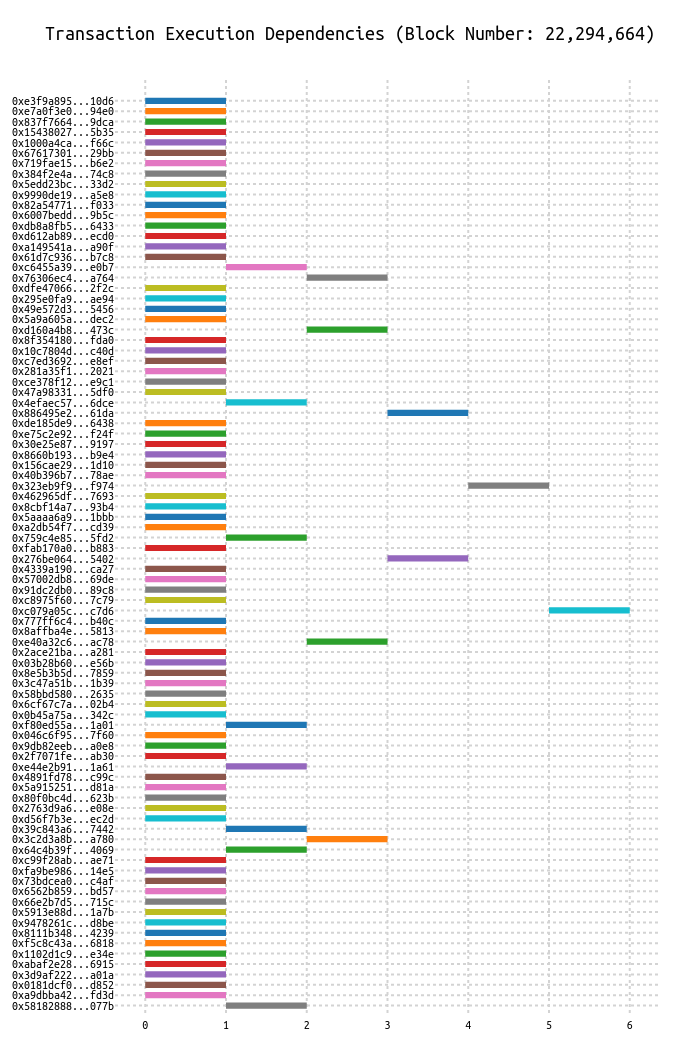 Transaction Execution Dependencies (Block Number: 22,294,664)
0xe3f9a895...10d6
0xe7a0f3e0...94e0
0x837f7664...9dca
0x15438027...5b35
0x1000a4ca...f66c
0x67617301...29bb
0x719fae15...b6e2
0x384f2e4a...74c8
0x5edd23bc...33d2
0x9990de19...a5e8
0x82a54771...f033
0x6007bedd...9b5c
0xdb8a8fb5...6433
0xd612ab89...ecd0
0xa149541a...a90f
0x61d7c936...b7c8
0xc6455a39...e0b7
0x76306ec4...a764
0xdfe47066...2f2c
0x295e0fa9...ae94
0x49e572d3...5456
0x5a9a605a...dec2
0xd160a4b8...473c
0x8f354180...fda0
0x10c7804d...c40d
0xc7ed3692...e8ef
0x281a35f1...2021
0xce378f12...e9c1
0x47a98331...5df0
0x4efaec57...6dce
0x886495e2...61da
0xde185de9...6438
0xe75c2e92...f24f
0x30e25e87...9197
0x8660b193...b9e4
0x156cae29...1d10
0x40b396b7...78ae
0x323eb9f9...f974
0x462965df...7693
0x8cbf14a7...93b4
0x5aaaa6a9...1bbb
0xa2db54f7...cd39
0x759c4e85...5fd2
0xfab170a0...b883
0x276be064...5402
0x4339a190...ca27
0x57002db8...69de
0x91dc2db0...89c8
0xc8975f60...7c79
0xc079a05c...c7d6
0x777ff6c4...b40c
0x8affba4e...5813
0xe40a32c6...ac78
0x2ace21ba...a281
0x03b28b60...e56b
0x8e5b3b5d...7859
0x3c47a51b...1b39
0x58bbd580...2635
0x6cf67c7a...02b4
0x0b45a75a...342c
0xf80ed55a...1a01
0x046c6f95...7f60
0x9db82eeb...a0e8
0x2f7071fe...ab30
0xe44e2b91...1a61
0x4891fd78...c99c
0x5a915251...d81a
0x80f0bc4d...623b
0x2763d9a6...e08e
0xd56f7b3e...ec2d
0x39c843a6...7442
0x3c2d3a8b...a780
0x64c4b39f...4069
0xc99f28ab...ae71
0xfa9be986...14e5
0x73bdcea0...c4af
0x6562b859...bd57
0x66e2b7d5...715c
0x5913e88d...1a7b
0x9478261c...d8be
0x8111b348...4239
0xf5c8c43a...6818
0x1102d1c9...e34e
0xabaf2e28...6915
0x3d9af222...a01a
0x0181dcf0...d852
0xa9dbba42...fd3d
0x58182888...077b
0 1 2 3 4 5 6